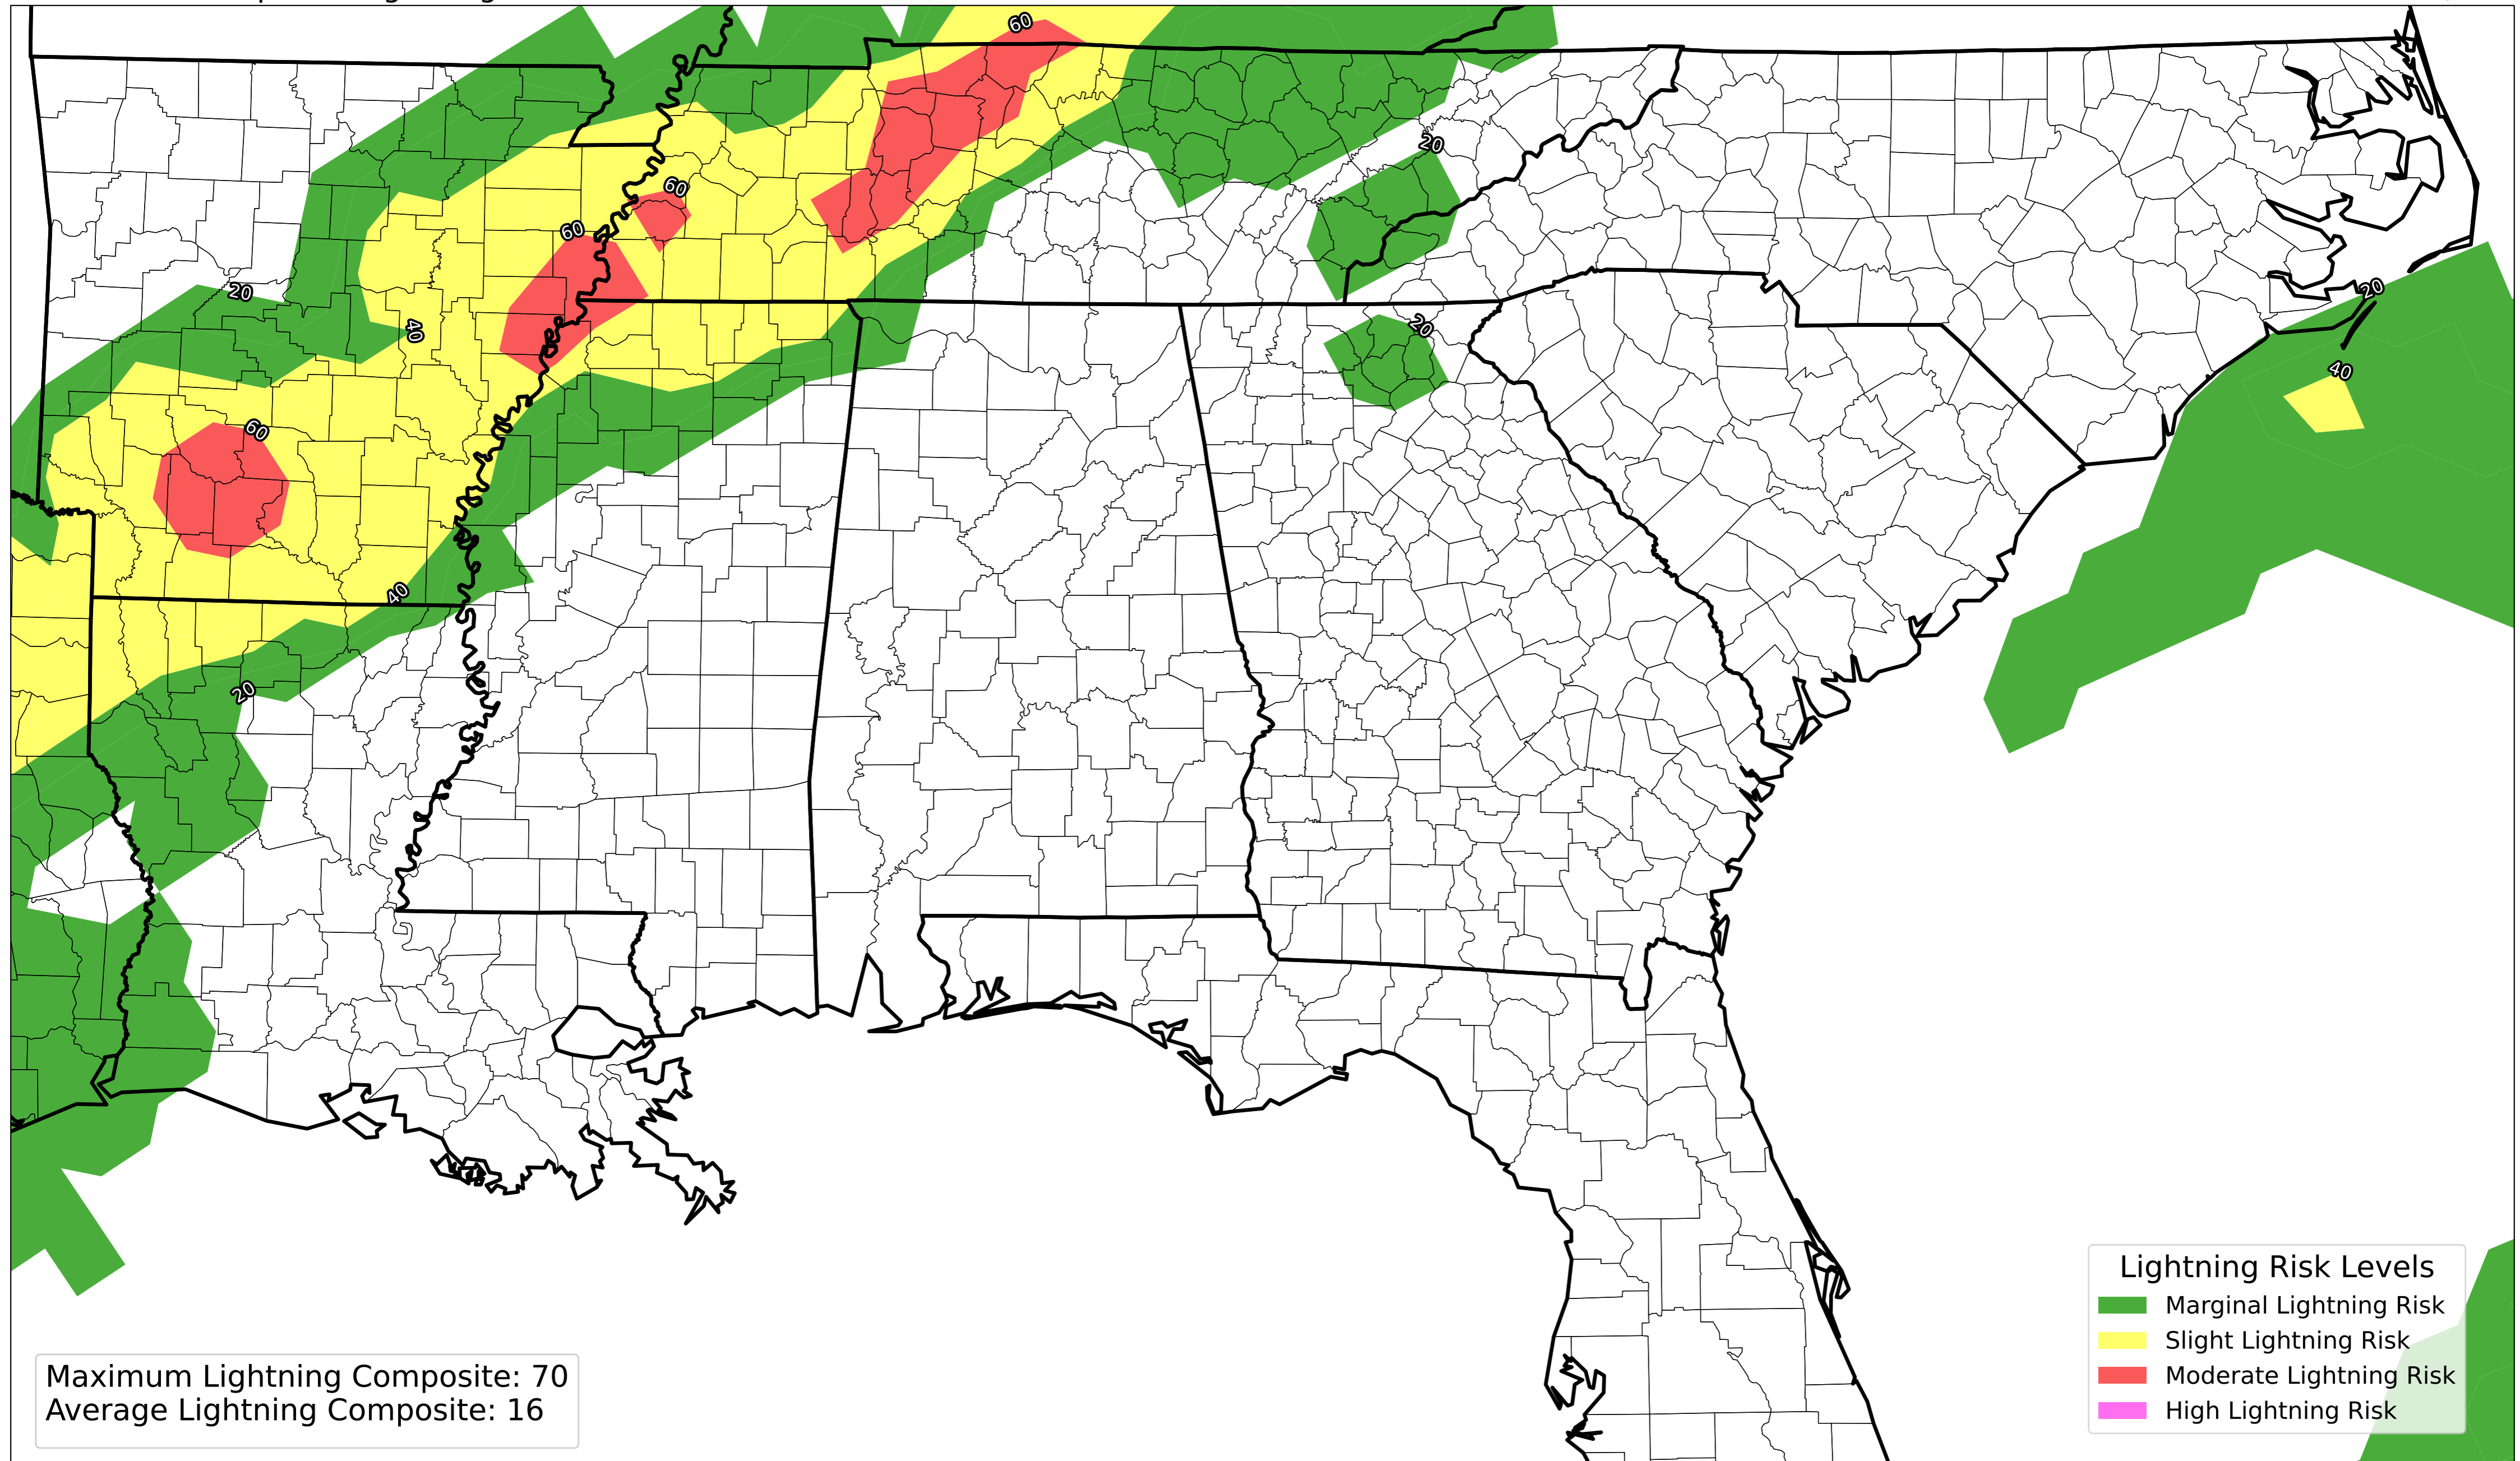 60
20
60
60
20
20
40
20
40
60
40
20
Lightning Risk Levels
Marginal Lightning Risk
Slight Lightning Risk
Moderate Lightning Risk
High Lightning Risk
Maximum Lightning Composite: 70
Average Lightning Composite: 16